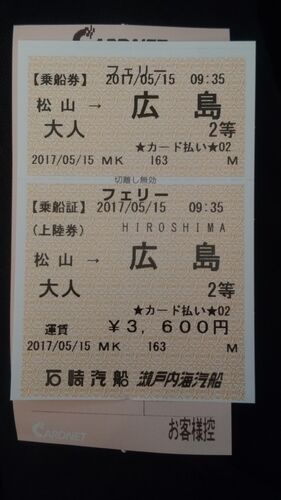 CARDNET
フェリー
【乗船券】2017/05/15 09:35
松山 → 広島
大人 2等
★カード払い★02
2017/05/15 MK 163 M
切離し無効
フェリー
【乗船証】2017/05/15 09:35
(上陸券) HIROSHIMA
松山 → 広島
大人 2等
★カード払い★02
運賃 ¥3,600円
2017/05/15 MK 163 M
石崎汽船 瀬戸内海汽船
CARDNET お客様控